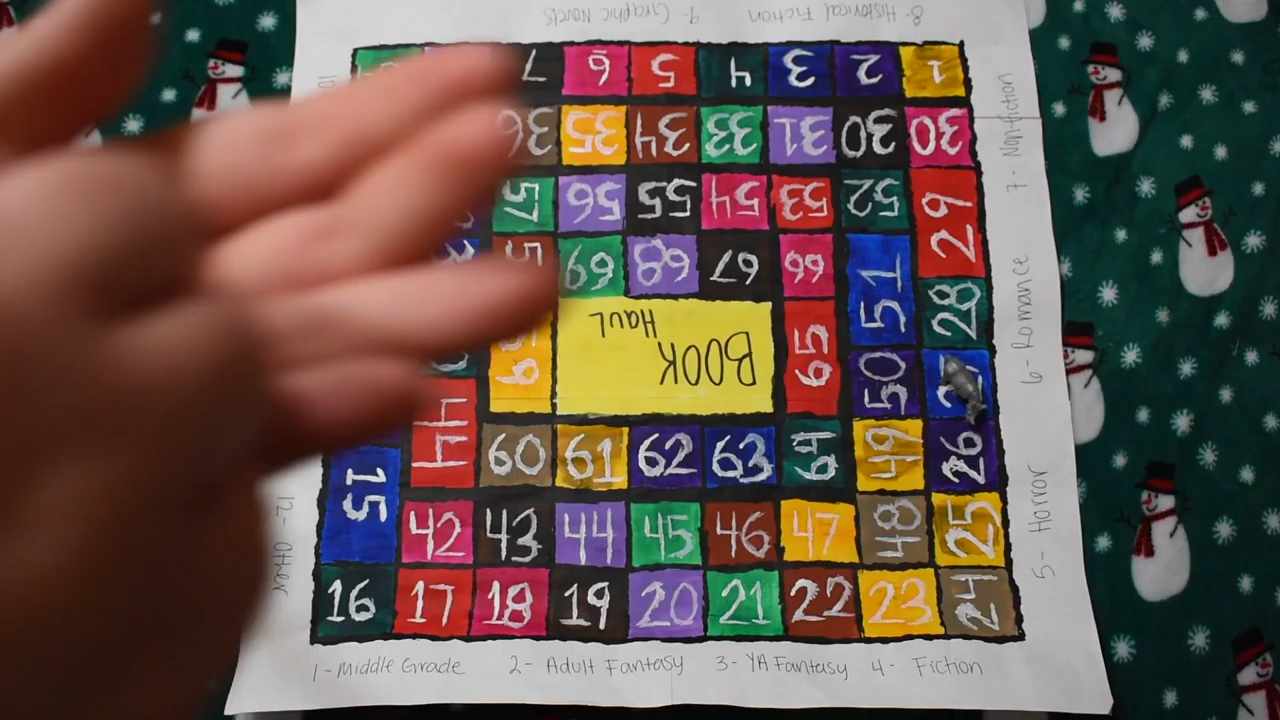 8- Historical Fiction 9- Graphic Novels
7 6 5 4 3 2 1
36 35 34 33 31 30 30
57 56 55 54 53 52 29
69 68 67 66 51 28
BOOK
HAUL
59 65 50
44 60 61 62 63 64 49 26
15 42 43 44 45 46 47 48 25
16 17 18 19 20 21 22 23 24
1- Middle Grade 2- Adult Fantasy 3- YA Fantasy 4- Fiction
5- Horror
6- Romance
7- Non-fiction
10
12- Other